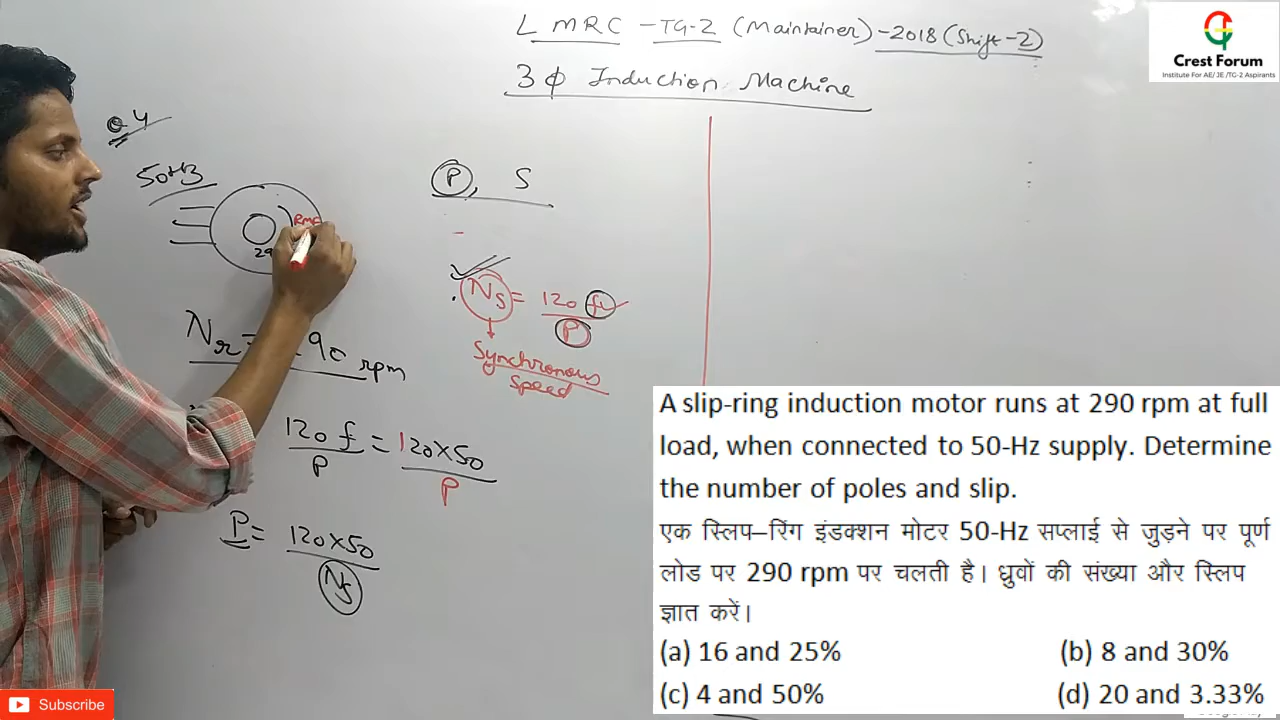 L MRC - TG-2 (Maintainer) - 2018 (Shift-2)
3ϕ Induction Machine
Crest Forum
Institute For AE/ JE /TG-2 Aspirants
Q 4
50Hz
RMF
29
P, S
Ns = 120 f / P
Synchronous
speed
Nr = 290 rpm
120 f / P = 120×50 / P
P = 120×50 / Ns
A slip-ring induction motor runs at 290 rpm at full
load, when connected to 50-Hz supply. Determine
the number of poles and slip.
एक स्लिप–रिंग इंडक्शन मोटर 50-Hz सप्लाई से जुड़ने पर पूर्ण
लोड पर 290 rpm पर चलती है। ध्रुवों की संख्या और स्लिप
ज्ञात करें।
(a) 16 and 25% (b) 8 and 30%
(c) 4 and 50% (d) 20 and 3.33%
Subscribe